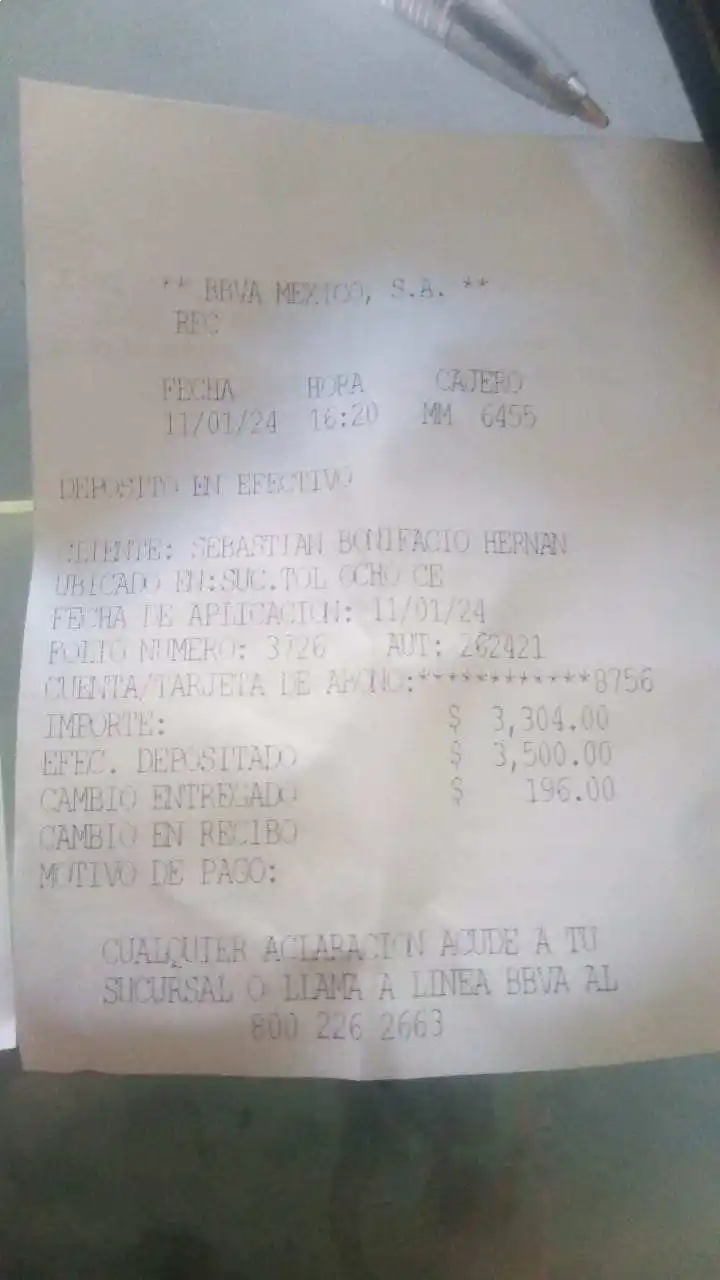 ** BBVA MEXICO, S.A. **
REC
FECHA HORA CAJERO
11/01/24 16:20 MM 6455
DEPOSITO EN EFECTIVO
CLIENTE: SEBASTIAN BONIFACIO HERNAN
UBICADO EN:SUC.TOL OCHO CE
FECHA DE APLICACION: 11/01/24
FOLIO NUMERO: 3726 AUT: 262421
CUENTA/TARJETA DE ABONO:************8756
IMPORTE: $ 3,304.00
EFEC. DEPOSITADO $ 3,500.00
CAMBIO ENTREGADO $ 196.00
CAMBIO EN RECIBO
MOTIVO DE PAGO:
CUALQUIER ACLARACION ACUDE A TU
SUCURSAL O LLAMA A LINEA BBVA AL
800 226 2663